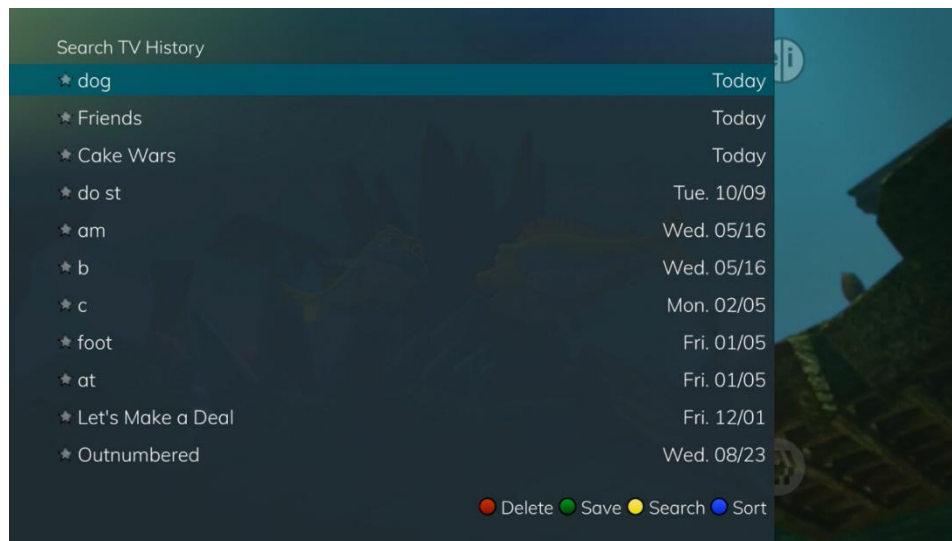 Search TV History
dog Today
Friends Today
Cake Wars Today
do st Tue. 10/09
am Wed. 05/16
b Wed. 05/16
c Mon. 02/05
foot Fri. 01/05
at Fri. 01/05
Let's Make a Deal Fri. 12/01
Outnumbered Wed. 08/23
Delete Save Search Sort